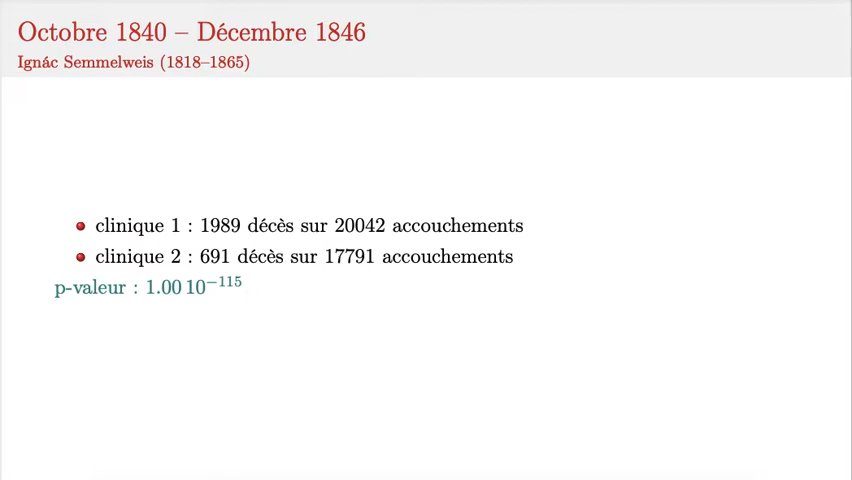 Octobre 1840 – Décembre 1846
Ignác Semmelweis (1818–1865)
clinique 1 : 1989 décès sur 20042 accouchements
clinique 2 : 691 décès sur 17791 accouchements
p-valeur : 1.00 10⁻¹¹⁵